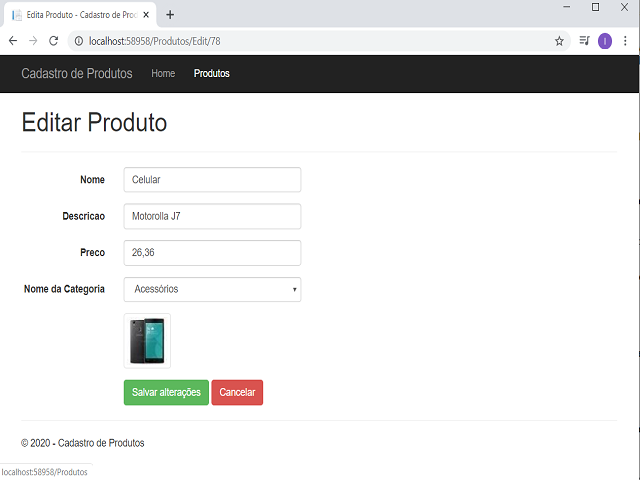 Edita Produto - Cadastro de Prod
localhost:58958/Produtos/Edit/78
I
Cadastro de Produtos Home Produtos
Editar Produto
Nome Celular
Descricao Motorolla J7
Preco 26,36
Nome da Categoria Acessórios
Salvar alterações Cancelar
© 2020 - Cadastro de Produtos
localhost:58958/Produtos